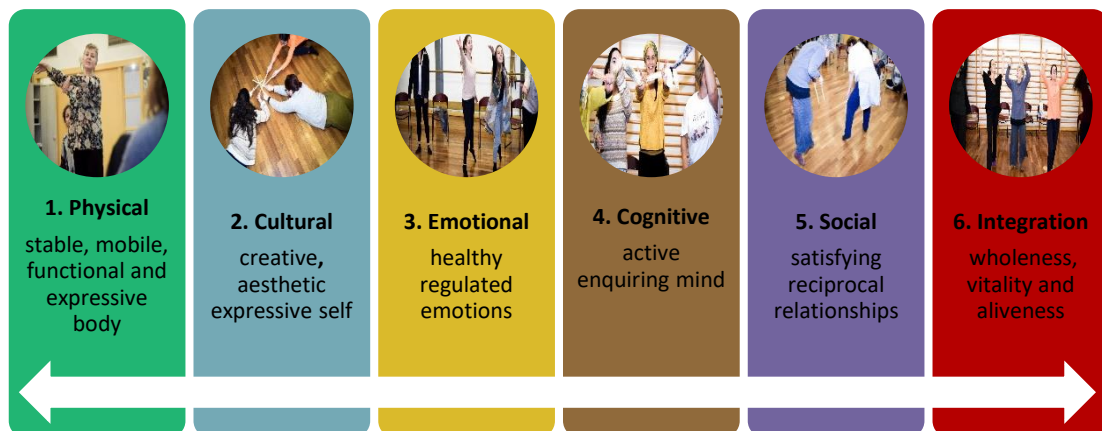 1. Physical
stable, mobile,
functional and
expressive
body
2. Cultural
creative, aesthetic
expressive self
3. Emotional
healthy
regulated
emotions
4. Cognitive
active
enquiring mind
5. Social
satisfying
reciprocal
relationships
6. Integration
wholeness,
vitality and
aliveness